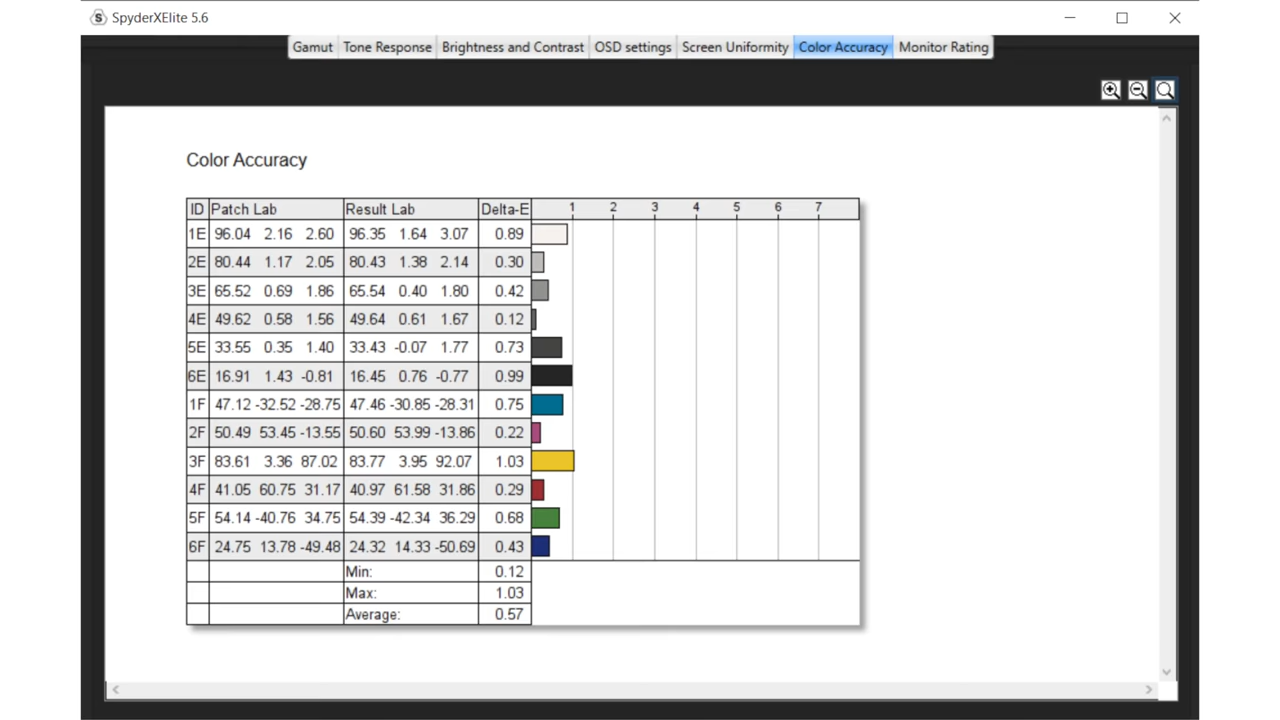 SpyderXElite 5.6
Gamut Tone Response Brightness and Contrast OSD settings Screen Uniformity Color Accuracy Monitor Rating
Color Accuracy
ID Patch Lab Result Lab Delta-E 1 2 3 4 5 6 7
1E 96.04 2.16 2.60 96.35 1.64 3.07 0.89
2E 80.44 1.17 2.05 80.43 1.38 2.14 0.30
3E 65.52 0.69 1.86 65.54 0.40 1.80 0.42
4E 49.62 0.58 1.56 49.64 0.61 1.67 0.12
5E 33.55 0.35 1.40 33.43 -0.07 1.77 0.73
6E 16.91 1.43 -0.81 16.45 0.76 -0.77 0.99
1F 47.12 -32.52 -28.75 47.46 -30.85 -28.31 0.75
2F 50.49 53.45 -13.55 50.60 53.99 -13.86 0.22
3F 83.61 3.36 87.02 83.77 3.95 92.07 1.03
4F 41.05 60.75 31.17 40.97 61.58 31.86 0.29
5F 54.14 -40.76 34.75 54.39 -42.34 36.29 0.68
6F 24.75 13.78 -49.48 24.32 14.33 -50.69 0.43
Min: 0.12
Max: 1.03
Average: 0.57